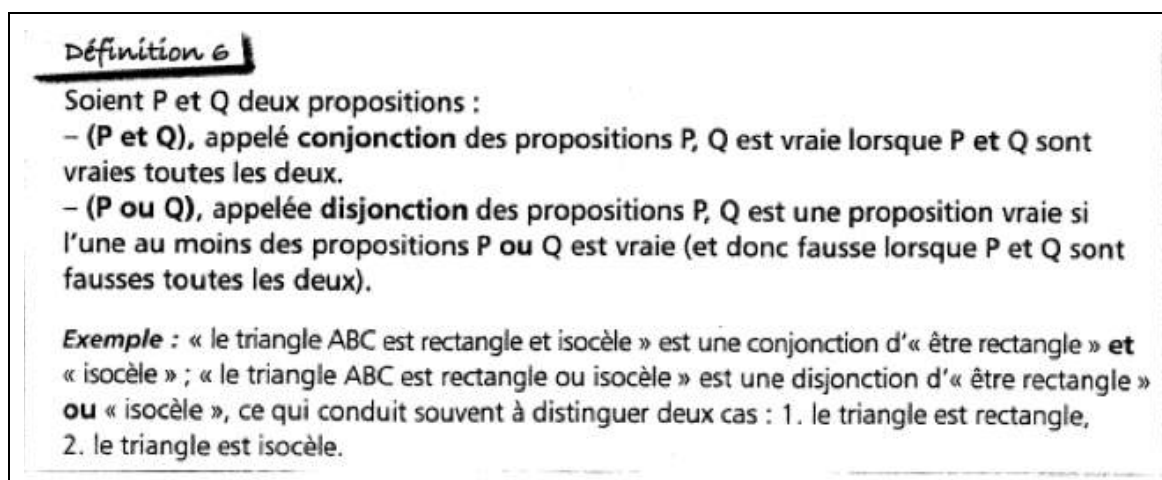 Définition 6
Soient P et Q deux propositions :
– (P et Q), appelé conjonction des propositions P, Q est vraie lorsque P et Q sont
vraies toutes les deux.
– (P ou Q), appelée disjonction des propositions P, Q est une proposition vraie si
l'une au moins des propositions P ou Q est vraie (et donc fausse lorsque P et Q sont
fausses toutes les deux).
Exemple : « le triangle ABC est rectangle et isocèle » est une conjonction d'« être rectangle » et
« isocèle » ; « le triangle ABC est rectangle ou isocèle » est une disjonction d'« être rectangle »
ou « isocèle », ce qui conduit souvent à distinguer deux cas : 1. le triangle est rectangle,
2. le triangle est isocèle.